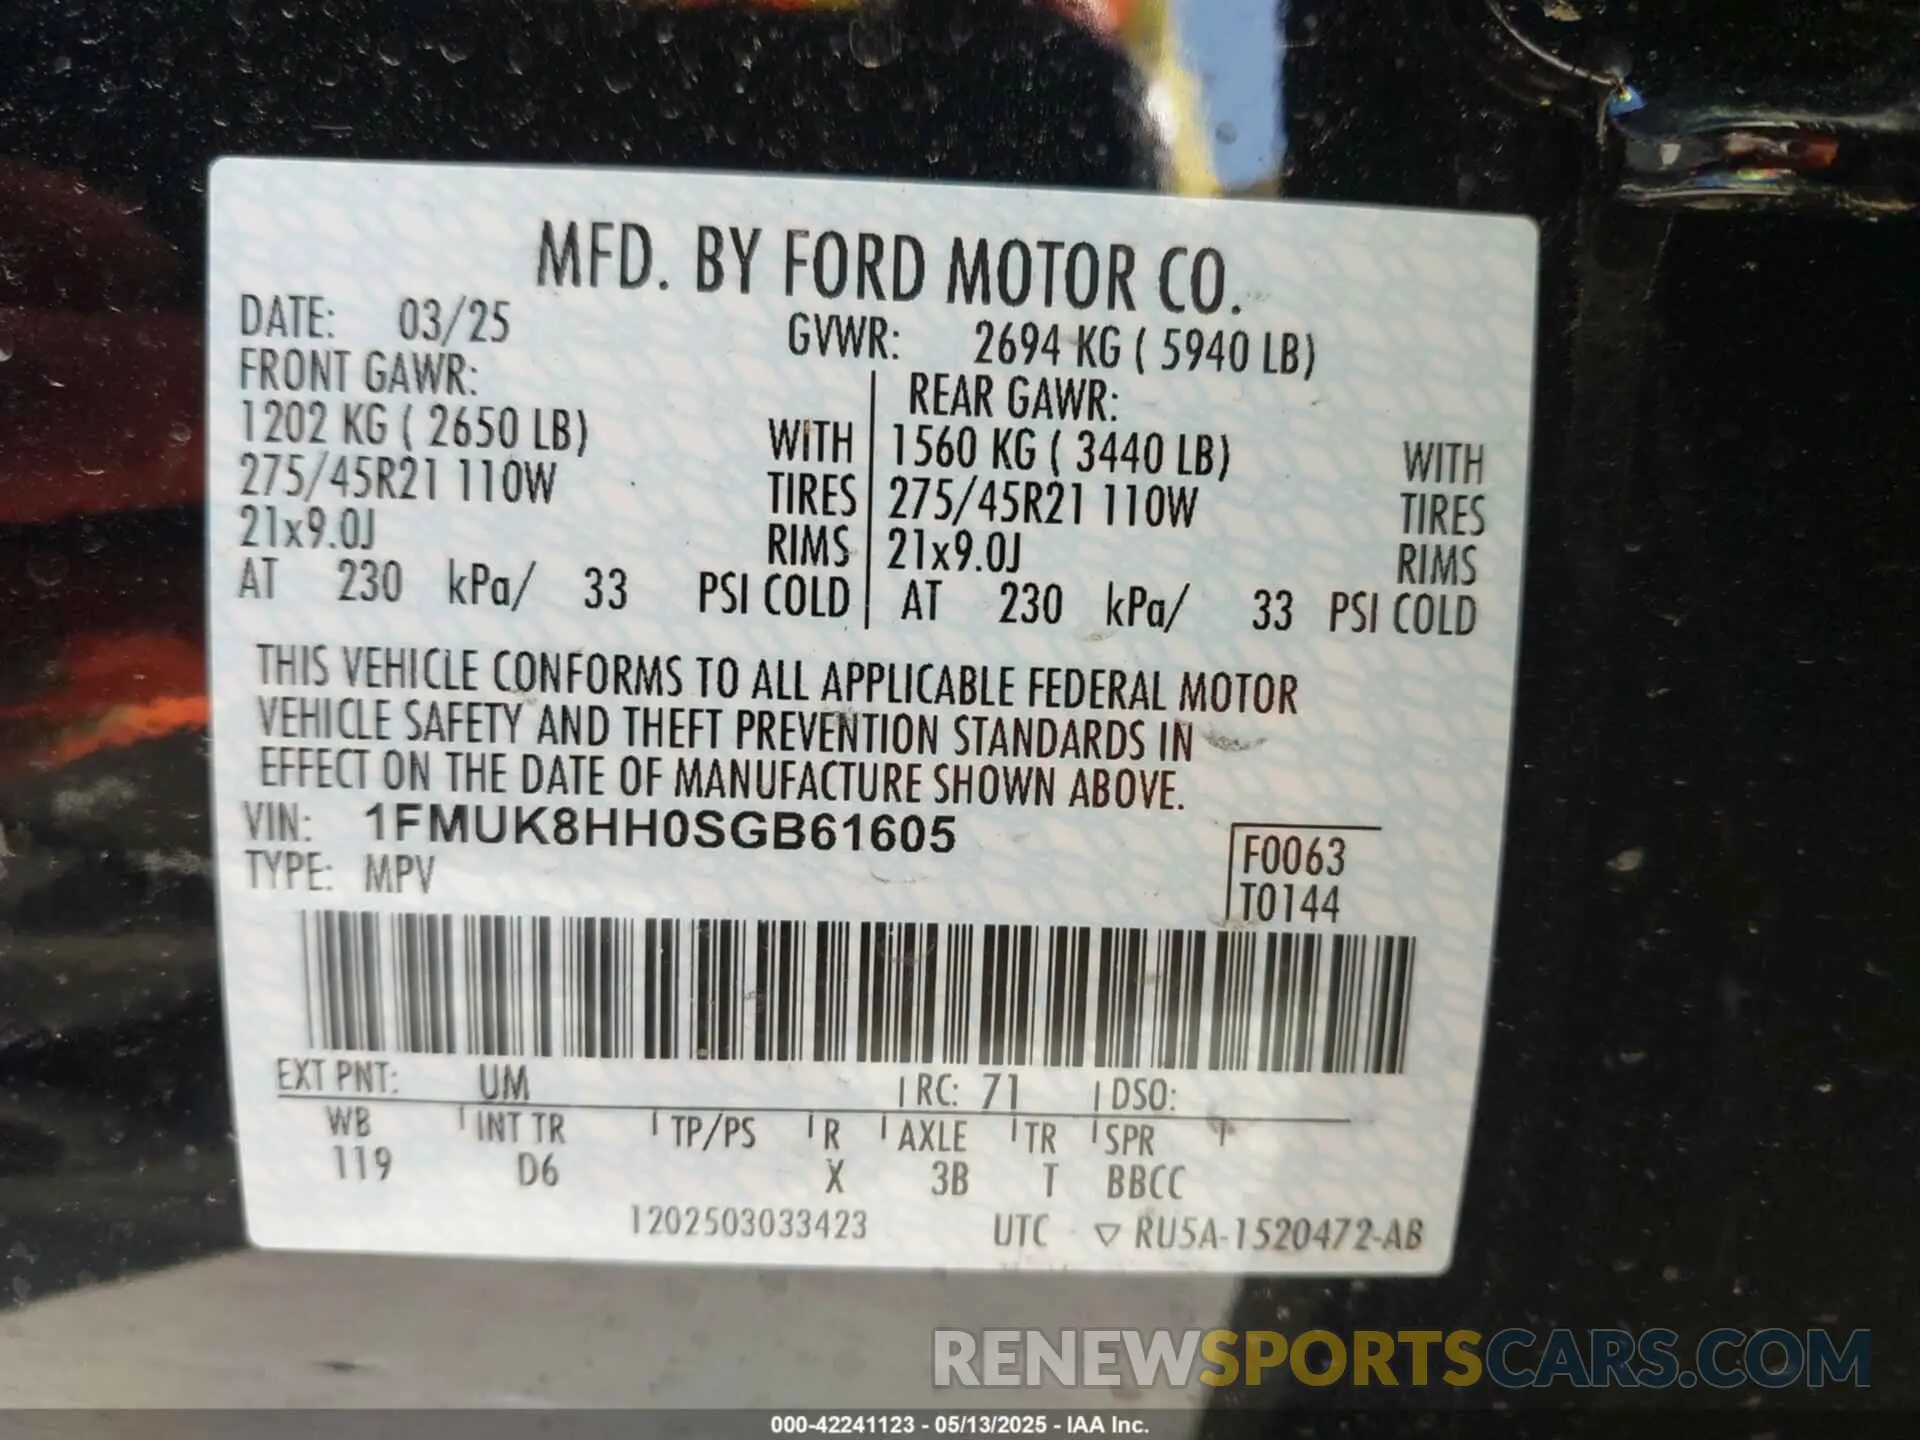 MFD. BY FORD MOTOR CO.
DATE: 03/25 GVWR: 2694 KG ( 5940 LB)
FRONT GAWR: REAR GAWR:
1202 KG ( 2650 LB) WITH 1560 KG ( 3440 LB) WITH
275/45R21 110W TIRES 275/45R21 110W TIRES
21x9.0J RIMS 21x9.0J RIMS
AT 230 kPa/ 33 PSI COLD AT 230 kPa/ 33 PSI COLD
THIS VEHICLE CONFORMS TO ALL APPLICABLE FEDERAL MOTOR
VEHICLE SAFETY AND THEFT PREVENTION STANDARDS IN
EFFECT ON THE DATE OF MANUFACTURE SHOWN ABOVE.
VIN: 1FMUK8HH0SGB61605 F0063
TYPE: MPV T0144
EXT PNT: UM RC: 71 DSO:
WB INT TR TP/PS R AXLE TR SPR
119 D6 X 3B T BBCC
1202503033423 UTC ▽ RU5A-1520472-AB
RENEWSPORTSCARS.COM
000-42241123 - 05/13/2025 - IAA Inc.